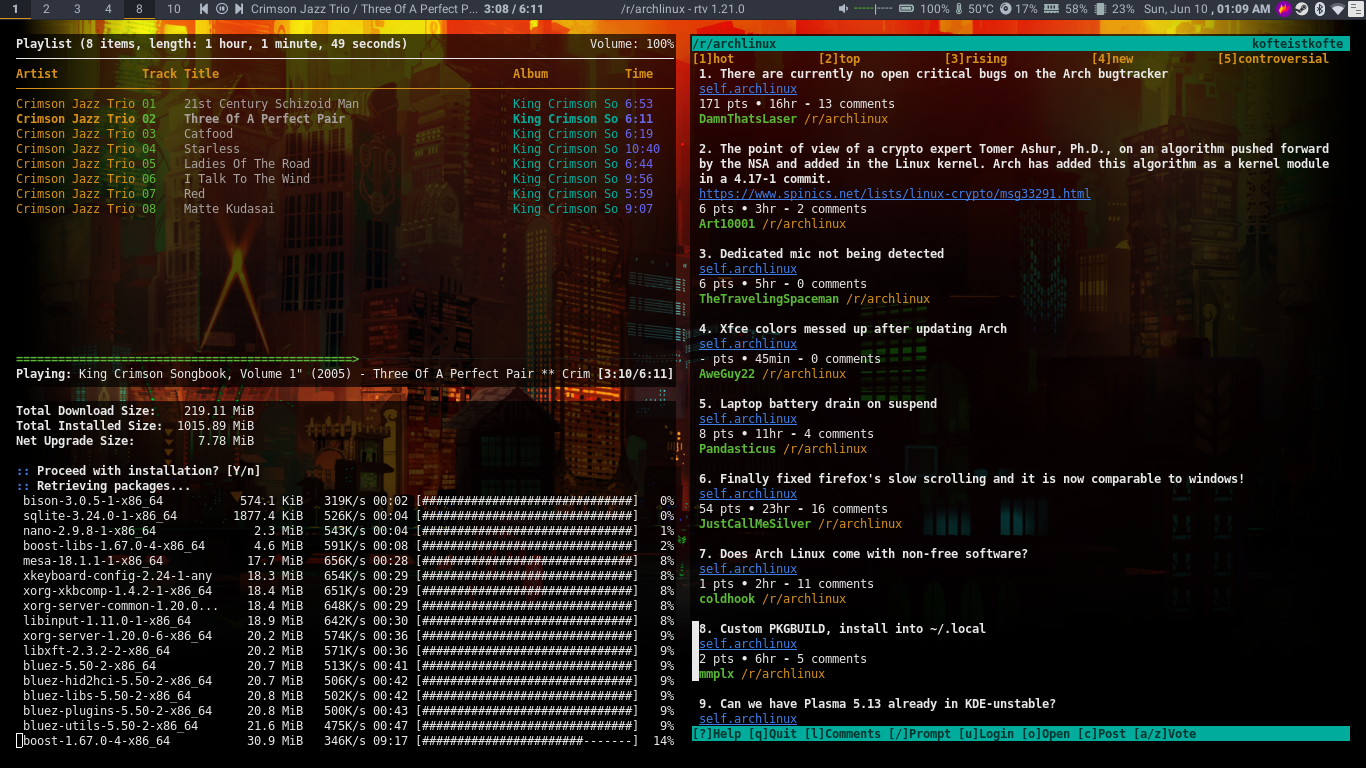 1 2 3 4 8 10 Crimson Jazz Trio / Three Of A Perfect P... 3:08 / 6:11 /r/archlinux - rtv 1.21.0 100% 50°C 17% 58% 23% Sun, Jun 10 , 01:09 AM
Playlist (8 items, length: 1 hour, 1 minute, 49 seconds) Volume: 100%
Artist Track Title Album Time
Crimson Jazz Trio 01 21st Century Schizoid Man King Crimson So 6:53
Crimson Jazz Trio 02 Three Of A Perfect Pair King Crimson So 6:11
Crimson Jazz Trio 03 Catfood King Crimson So 6:19
Crimson Jazz Trio 04 Starless King Crimson So 10:40
Crimson Jazz Trio 05 Ladies Of The Road King Crimson So 6:44
Crimson Jazz Trio 06 I Talk To The Wind King Crimson So 9:56
Crimson Jazz Trio 07 Red King Crimson So 5:59
Crimson Jazz Trio 08 Matte Kudasai King Crimson So 9:07
================================================>
Playing: King Crimson Songbook, Volume 1" (2005) - Three Of A Perfect Pair ** Crim [3:10/6:11]
Total Download Size: 219.11 MiB
Total Installed Size: 1015.89 MiB
Net Upgrade Size: 7.78 MiB
:: Proceed with installation? [Y/n]
:: Retrieving packages...
bison-3.0.5-1-x86_64 574.1 KiB 319K/s 00:02 [##############################] 0%
sqlite-3.24.0-1-x86_64 1877.4 KiB 526K/s 00:04 [##############################] 0%
nano-2.9.8-1-x86_64 2.3 MiB 543K/s 00:04 [##############################] 1%
boost-libs-1.67.0-4-x86_64 4.6 MiB 591K/s 00:08 [##############################] 2%
mesa-18.1.1-1-x86_64 17.7 MiB 656K/s 00:28 [##############################] 8%
xkeyboard-config-2.24-1-any 18.3 MiB 654K/s 00:29 [##############################] 8%
xorg-xkbcomp-1.4.2-1-x86_64 18.4 MiB 651K/s 00:29 [##############################] 8%
xorg-server-common-1.20.0... 18.4 MiB 648K/s 00:29 [##############################] 8%
libinput-1.11.0-1-x86_64 18.9 MiB 642K/s 00:30 [##############################] 8%
xorg-server-1.20.0-6-x86_64 20.2 MiB 574K/s 00:36 [##############################] 9%
libxft-2.3.2-2-x86_64 20.2 MiB 571K/s 00:36 [##############################] 9%
bluez-5.50-2-x86_64 20.7 MiB 513K/s 00:41 [##############################] 9%
bluez-hid2hci-5.50-2-x86_64 20.7 MiB 506K/s 00:42 [##############################] 9%
bluez-libs-5.50-2-x86_64 20.8 MiB 502K/s 00:42 [##############################] 9%
bluez-plugins-5.50-2-x86_64 20.8 MiB 500K/s 00:43 [##############################] 9%
bluez-utils-5.50-2-x86_64 21.6 MiB 475K/s 00:47 [##############################] 9%
boost-1.67.0-4-x86_64 30.9 MiB 346K/s 09:17 [#######################-------] 14%
/r/archlinux kofteistkofte
[1]hot [2]top [3]rising [4]new [5]controversial
1. There are currently no open critical bugs on the Arch bugtracker
self.archlinux
171 pts • 16hr - 13 comments
DamnThatsLaser /r/archlinux
2. The point of view of a crypto expert Tomer Ashur, Ph.D., on an algorithm pushed forward
by the NSA and added in the Linux kernel. Arch has added this algorithm as a kernel module
in a 4.17-1 commit.
https://www.spinics.net/lists/linux-crypto/msg33291.html
6 pts • 3hr - 2 comments
Art10001 /r/archlinux
3. Dedicated mic not being detected
self.archlinux
6 pts • 5hr - 0 comments
TheTravelingSpaceman /r/archlinux
4. Xfce colors messed up after updating Arch
self.archlinux
- pts • 45min - 0 comments
AweGuy22 /r/archlinux
5. Laptop battery drain on suspend
self.archlinux
8 pts • 11hr - 4 comments
Pandasticus /r/archlinux
6. Finally fixed firefox's slow scrolling and it is now comparable to windows!
self.archlinux
54 pts • 23hr - 16 comments
JustCallMeSilver /r/archlinux
7. Does Arch Linux come with non-free software?
self.archlinux
1 pts • 2hr - 11 comments
coldhook /r/archlinux
8. Custom PKGBUILD, install into ~/.local
self.archlinux
2 pts • 6hr - 5 comments
mmplx /r/archlinux
9. Can we have Plasma 5.13 already in KDE-unstable?
self.archlinux
[?]Help [q]Quit [l]Comments [/]Prompt [u]Login [o]Open [c]Post [a/z]Vote